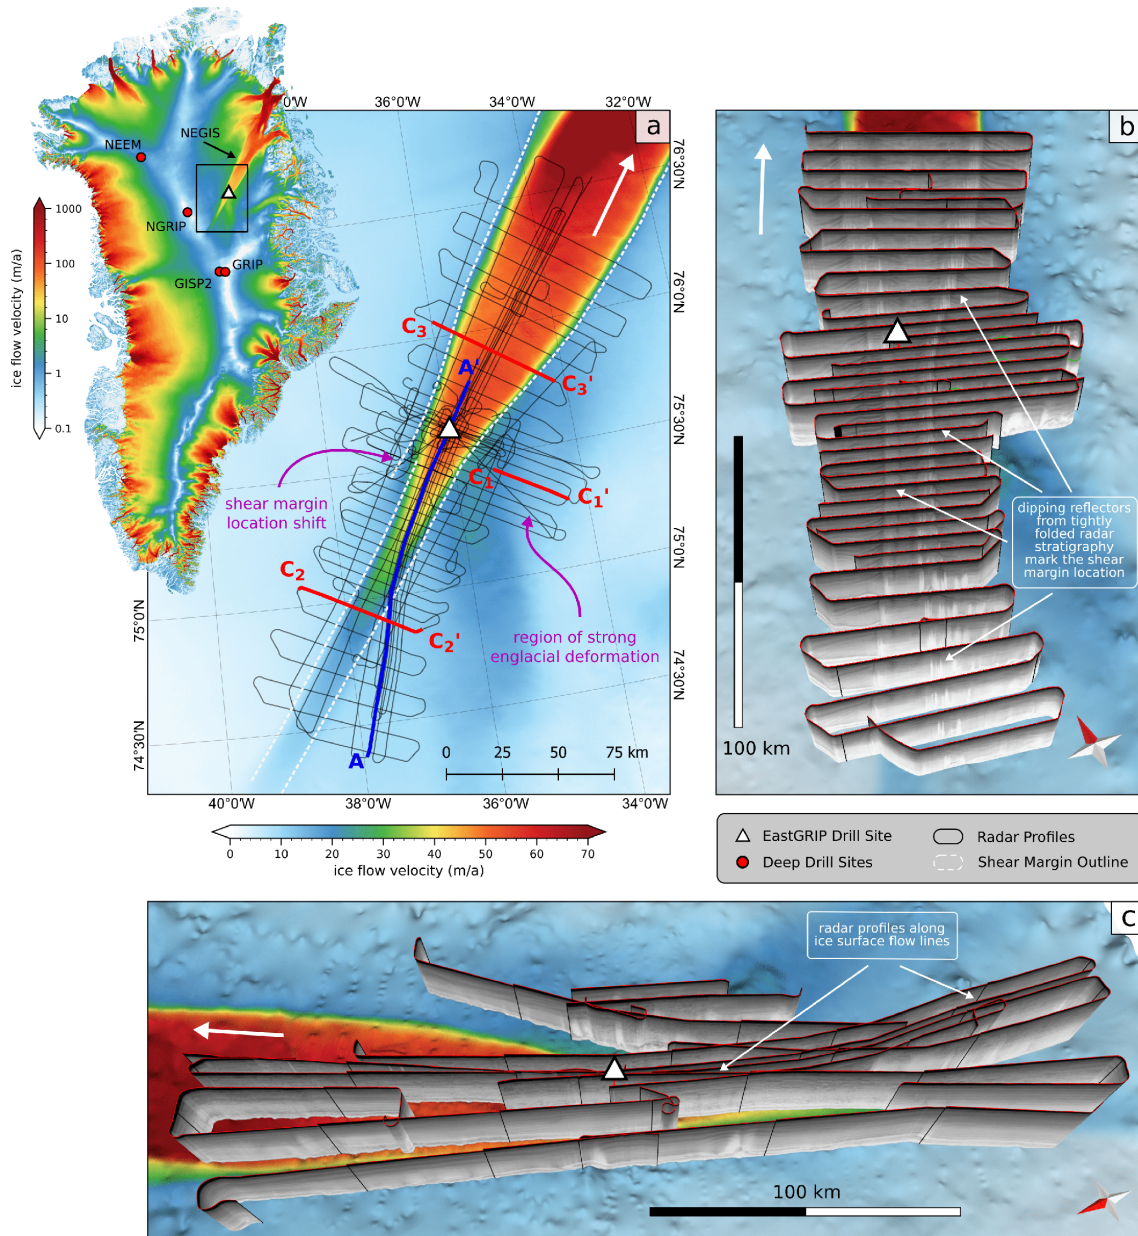 0°W
36°0'W
34°0'W
32°0'W
a
b
NEGIS
NEEM
NGRIP
GRIP
GISP2
ice flow velocity (m/a)
1000
100
10
1
0.1
76°30'N
76°0'N
75°30'N
75°0'N
74°30'N
75°0'N
74°30'N
C3
C3'
A'
C1
C1'
shear margin
location shift
C2
C2'
region of strong
englacial deformation
A
0
25
50
75 km
40°0'W
38°0'W
36°0'W
34°0'W
0
10
20
30
40
50
60
70
ice flow velocity (m/a)
dipping reflectors
from tightly
folded radar
stratigraphy
mark the shear
margin location
100 km
EastGRIP Drill Site
Radar Profiles
Deep Drill Sites
Shear Margin Outline
c
radar profiles along
ice surface flow lines
100 km